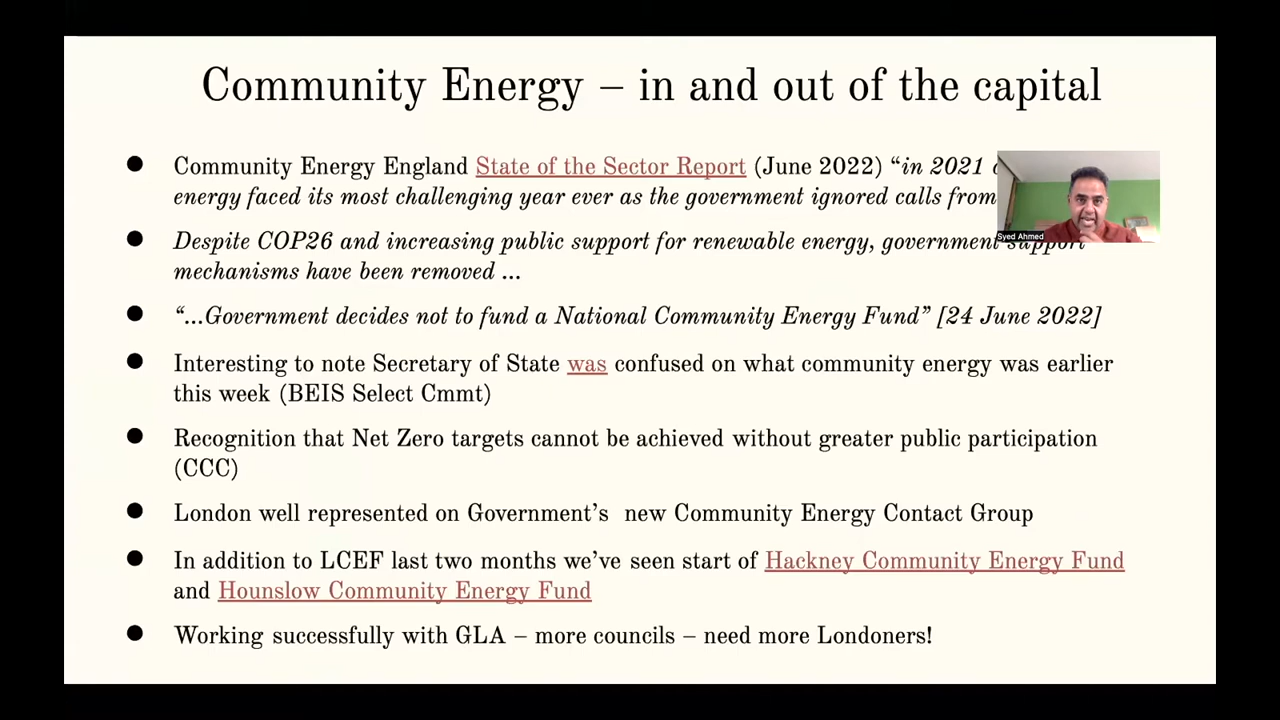 Community Energy – in and out of the capital
● Community Energy England State of the Sector Report (June 2022) “in 2021
energy faced its most challenging year ever as the government ignored calls from
● Despite COP26 and increasing public support for renewable energy, government support
mechanisms have been removed ...
● “...Government decides not to fund a National Community Energy Fund” [24 June 2022]
● Interesting to note Secretary of State was confused on what community energy was earlier
this week (BEIS Select Cmmt)
● Recognition that Net Zero targets cannot be achieved without greater public participation
(CCC)
● London well represented on Government’s  new Community Energy Contact Group
● In addition to LCEF last two months we’ve seen start of Hackney Community Energy Fund
and Hounslow Community Energy Fund
● Working successfully with GLA – more councils – need more Londoners!
Syed Ahmed